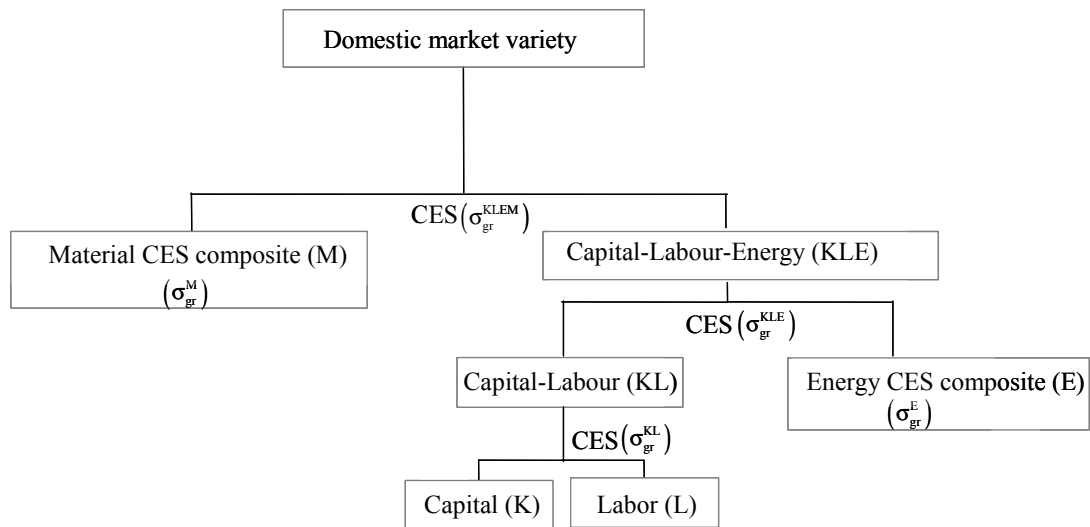 Domestic market variety
CES(σ_gr^KLEM)
Material CES composite (M)
(σ_gr^M)
Capital-Labour-Energy (KLE)
CES(σ_gr^KLE)
Capital-Labour (KL)
Energy CES composite (E)
(σ_gr^E)
CES(σ_gr^KL)
Capital (K)
Labor (L)